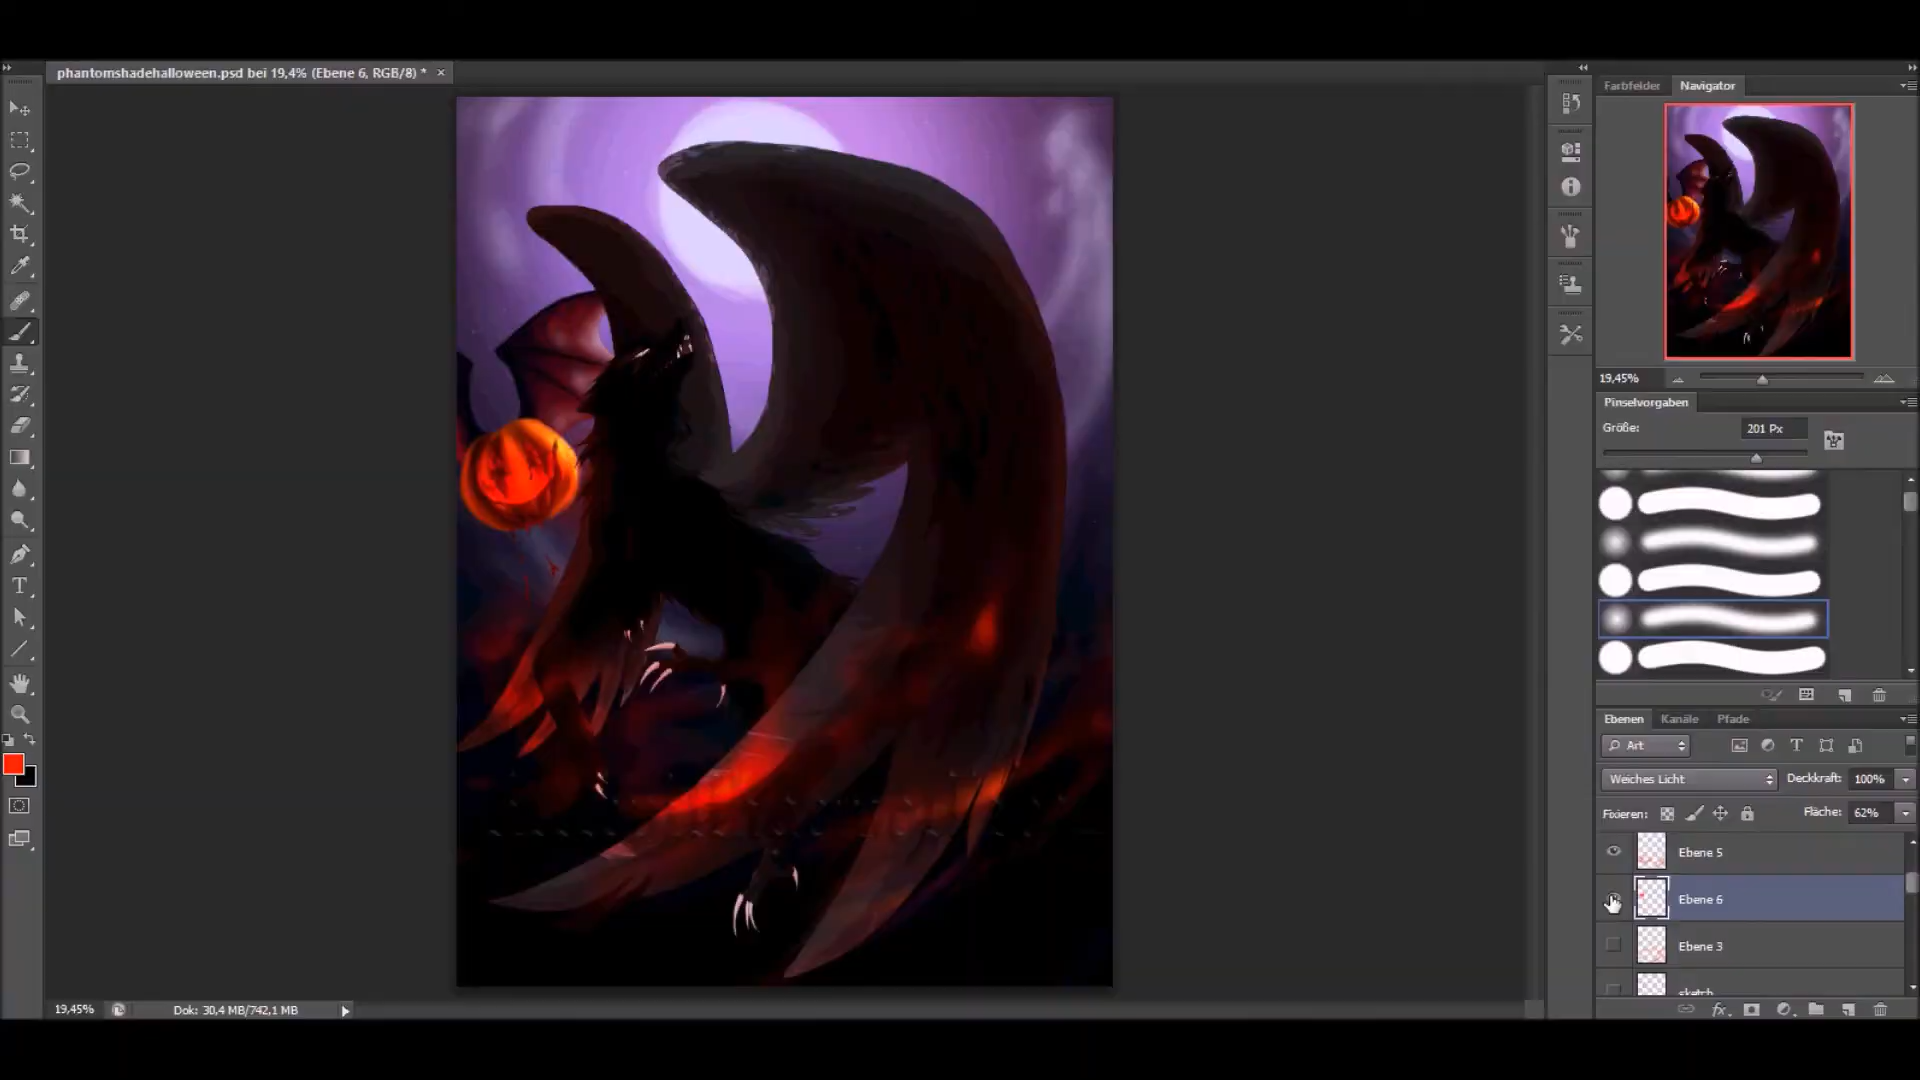 phantomshadehalloween.psd bei 19,4% (Ebene 6, RGB/8) * ×
Farbfelder Navigator
19,45%
Pinselvorgaben
Größe: 201 Px
Ebenen Kanäle Pfade
Art
Weiches Licht Deckkraft: 100%
Fixieren: Fläche: 62%
Ebene 5
Ebene 6
Ebene 3
sketch
19,45% Dok: 30,4 MB/742,1 MB